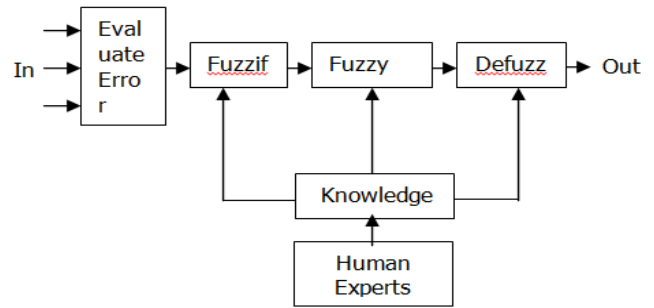 In
Eval
uate
Erro
r
Fuzzif
Fuzzy
Defuzz
Out
Knowledge
Human
Experts